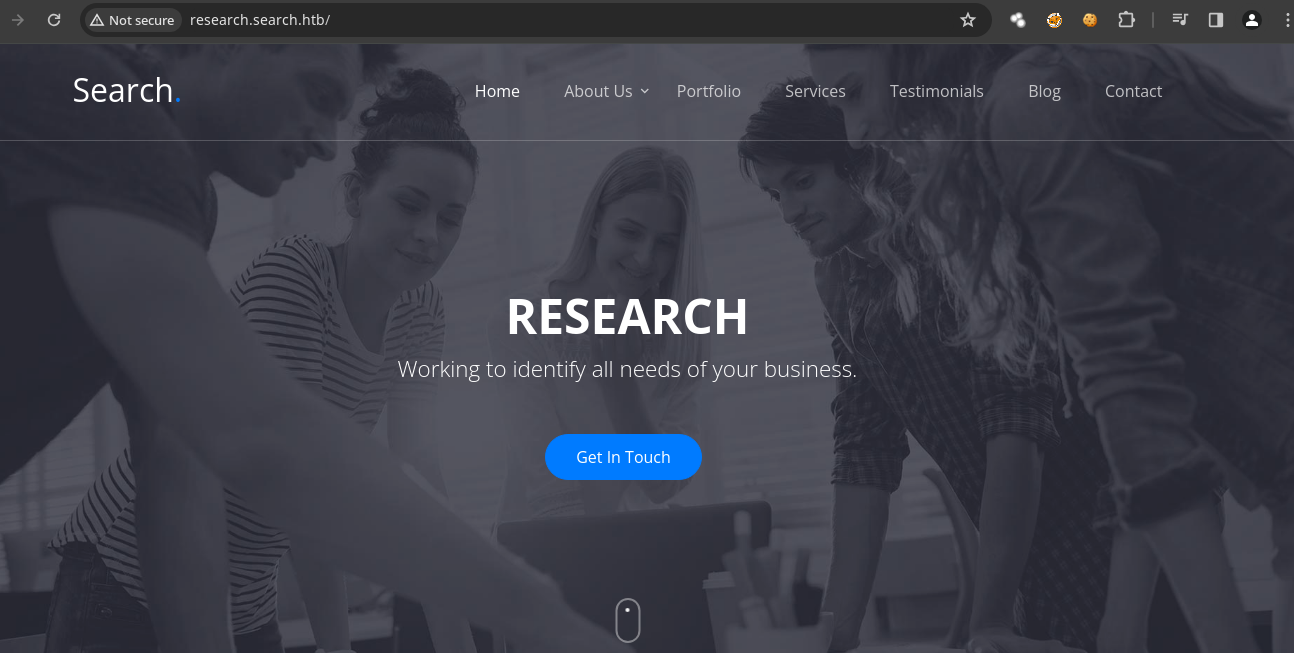 Not secure research.search.htb/
Search.
Home About Us Portfolio Services Testimonials Blog Contact
RESEARCH
Working to identify all needs of your business.
Get In Touch